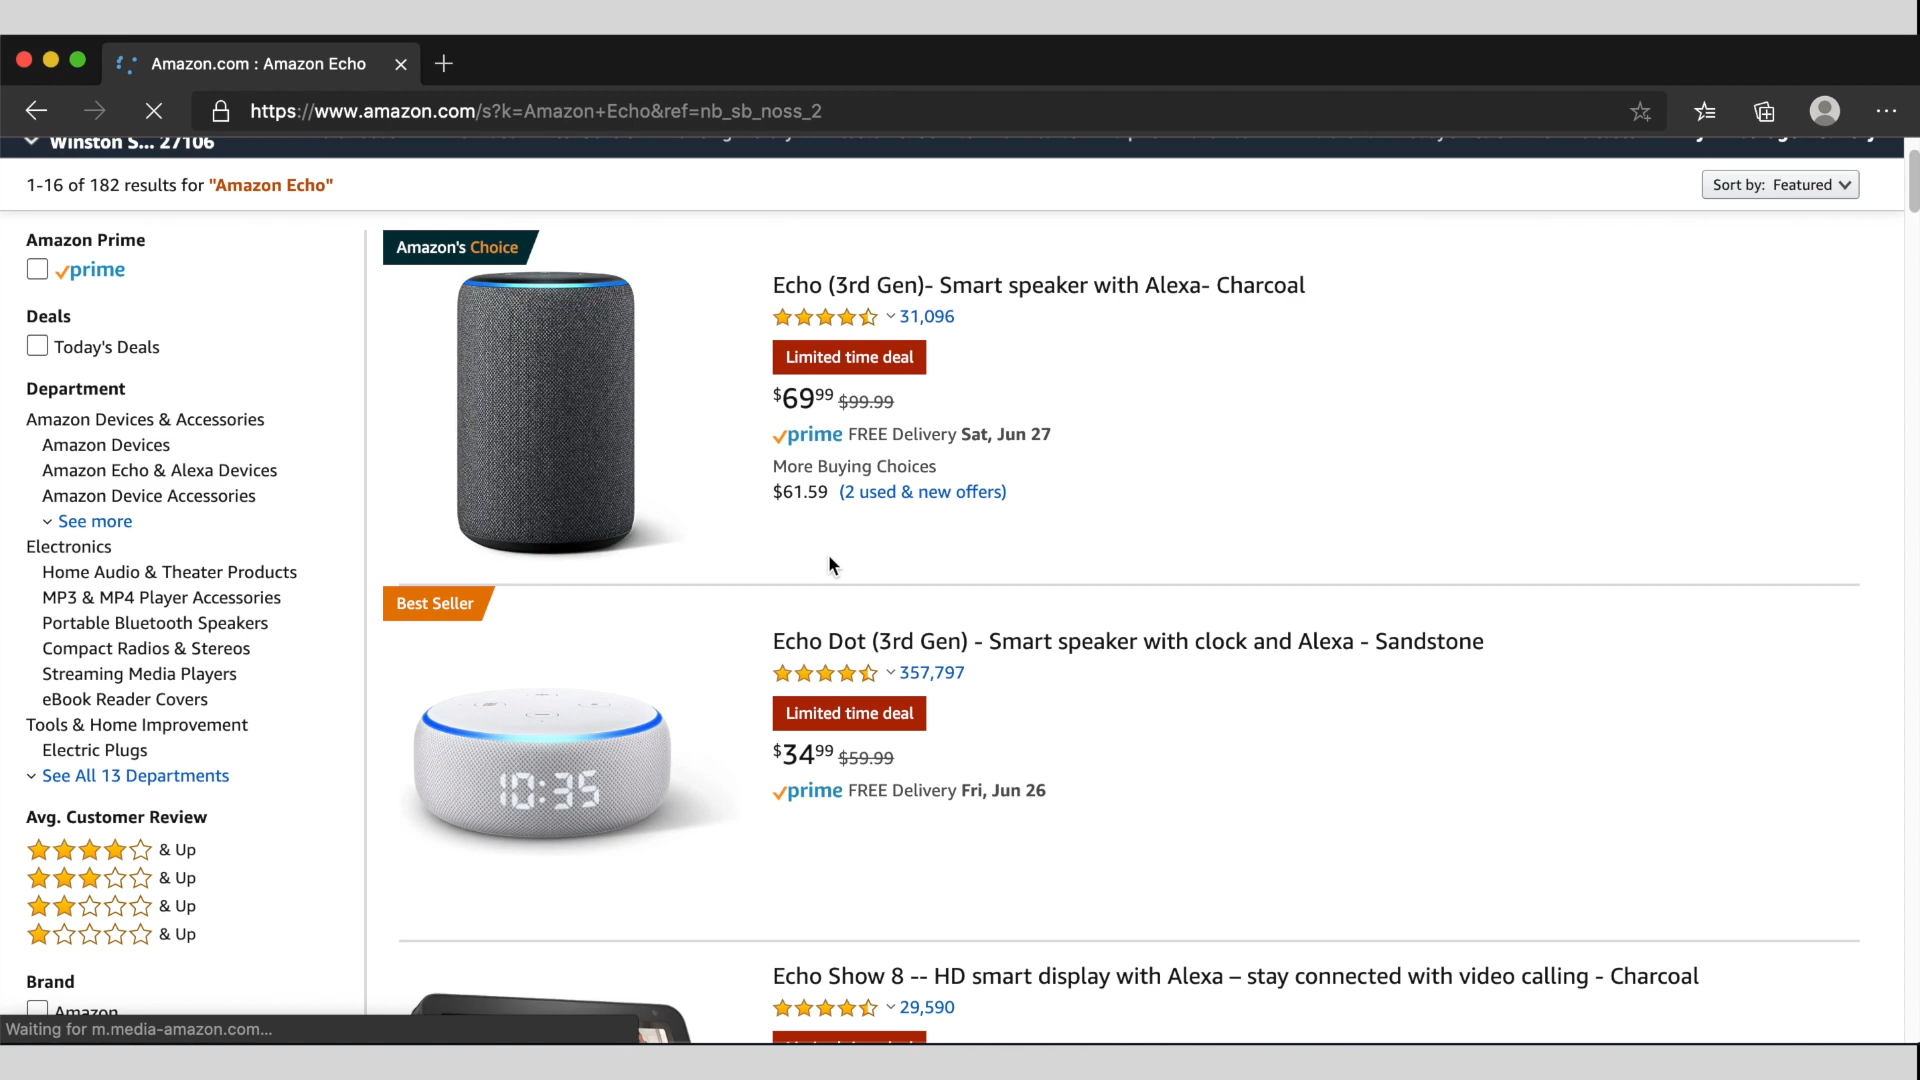 Amazon.com : Amazon Echo
https://www.amazon.com/s?k=Amazon+Echo&ref=nb_sb_noss_2
Winston S... 27106
1-16 of 182 results for "Amazon Echo"
Sort by: Featured
Amazon Prime
prime
Deals
Today's Deals
Department
Amazon Devices & Accessories
Amazon Devices
Amazon Echo & Alexa Devices
Amazon Device Accessories
See more
Electronics
Home Audio & Theater Products
MP3 & MP4 Player Accessories
Portable Bluetooth Speakers
Compact Radios & Stereos
Streaming Media Players
eBook Reader Covers
Tools & Home Improvement
Electric Plugs
See All 13 Departments
Avg. Customer Review
& Up
& Up
& Up
& Up
Brand
Amazon
Waiting for m.media-amazon.com...
Amazon's Choice
Echo (3rd Gen)- Smart speaker with Alexa- Charcoal
31,096
Limited time deal
$69 99 $99.99
prime FREE Delivery Sat, Jun 27
More Buying Choices
$61.59 (2 used & new offers)
Best Seller
10:35
Echo Dot (3rd Gen) - Smart speaker with clock and Alexa - Sandstone
357,797
Limited time deal
$34 99 $59.99
prime FREE Delivery Fri, Jun 26
Echo Show 8 -- HD smart display with Alexa – stay connected with video calling - Charcoal
29,590